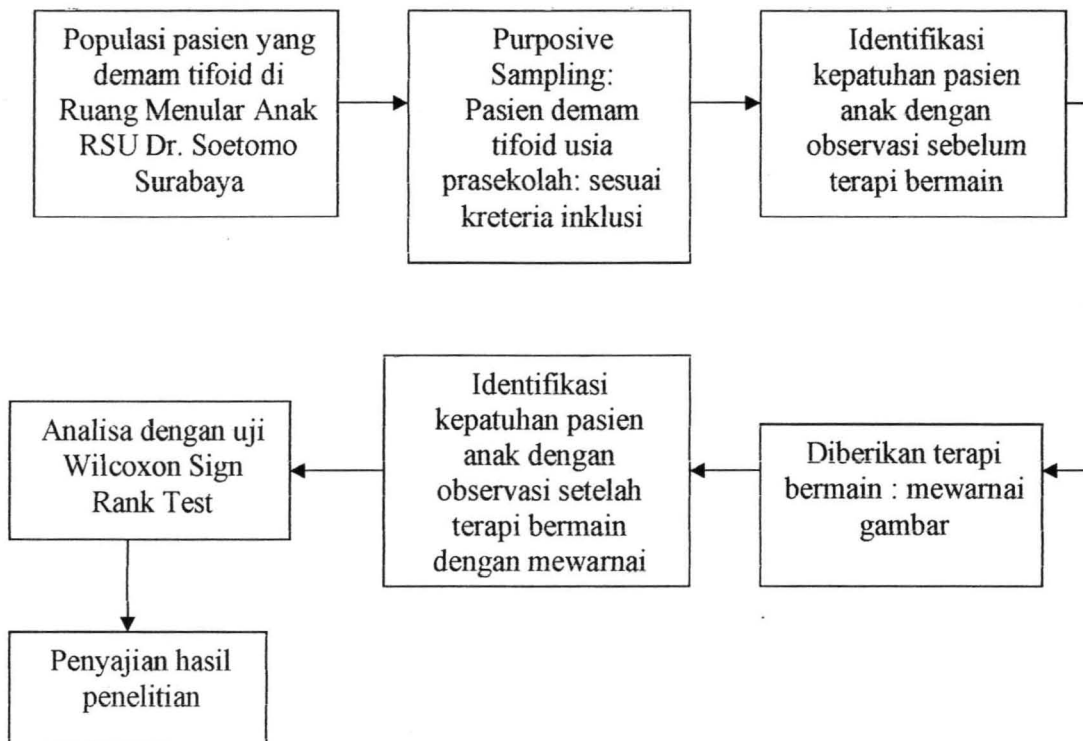 Populasi pasien yang
demam tifoid di
Ruang Menular Anak
RSU Dr. Soetomo
Surabaya
Purposive
Sampling:
Pasien demam
tifoid usia
prasekolah: sesuai
kreteria inklusi
Identifikasi
kepatuhan pasien
anak dengan
observasi sebelum
terapi bermain
Diberikan terapi
bermain : mewarnai
gambar
Identifikasi
kepatuhan pasien
anak dengan
observasi setelah
terapi bermain
dengan mewarnai
Analisa dengan uji
Wilcoxon Sign
Rank Test
Penyajian hasil
penelitian